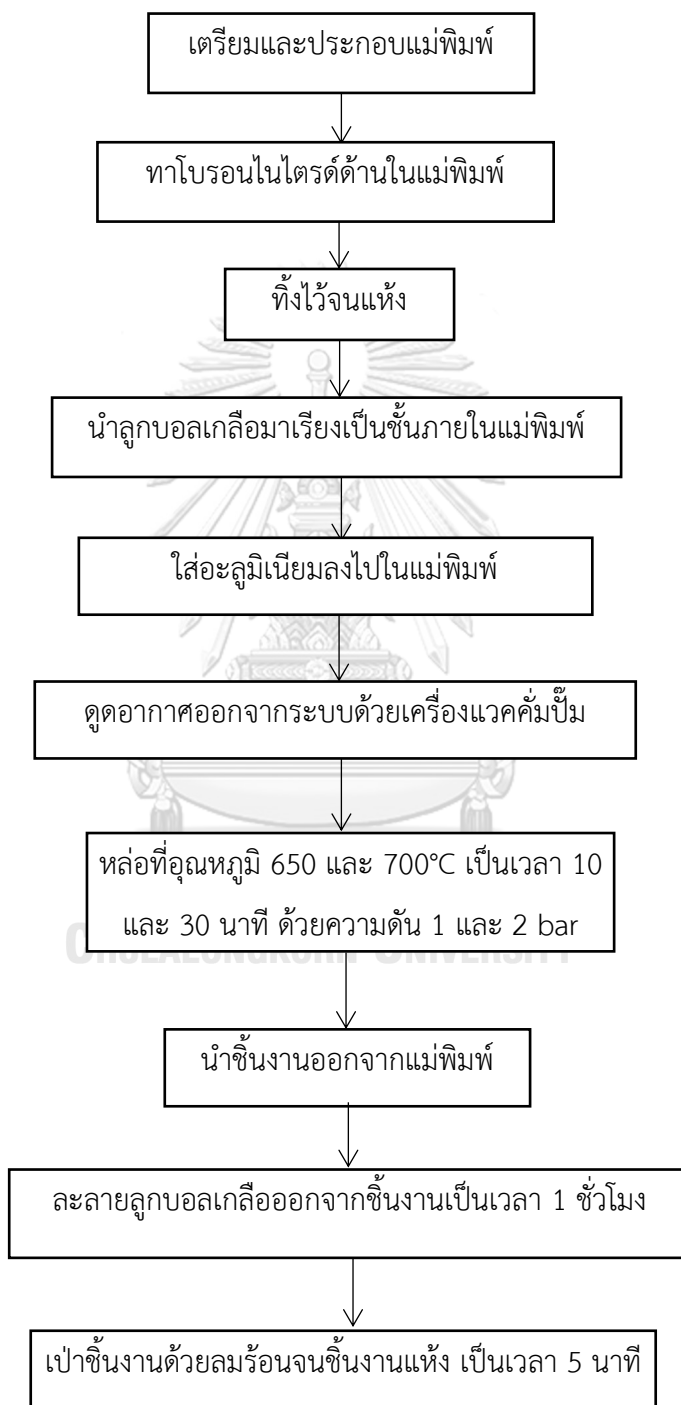 เตรียมและประกอบแม่พิมพ์
ทาโบรอนไนไตรด์ด้านในแม่พิมพ์
ทิ้งไว้จนแห้ง
นำลูกบอลเกลือมาเรียงเป็นชั้นภายในแม่พิมพ์
ใส่อะลูมิเนียมลงไปในแม่พิมพ์
ดูดอากาศออกจากระบบด้วยเครื่องแวคคั่มปั๊ม
หล่อที่อุณหภูมิ 650 และ 700°C เป็นเวลา 10
และ 30 นาที ด้วยความดัน 1 และ 2 bar
CHULALONGKORN UNIVERSITY
นำชิ้นงานออกจากแม่พิมพ์
ละลายลูกบอลเกลือออกจากชิ้นงานเป็นเวลา 1 ชั่วโมง
เป่าชิ้นงานด้วยลมร้อนจนชิ้นงานแห้ง เป็นเวลา 5 นาที